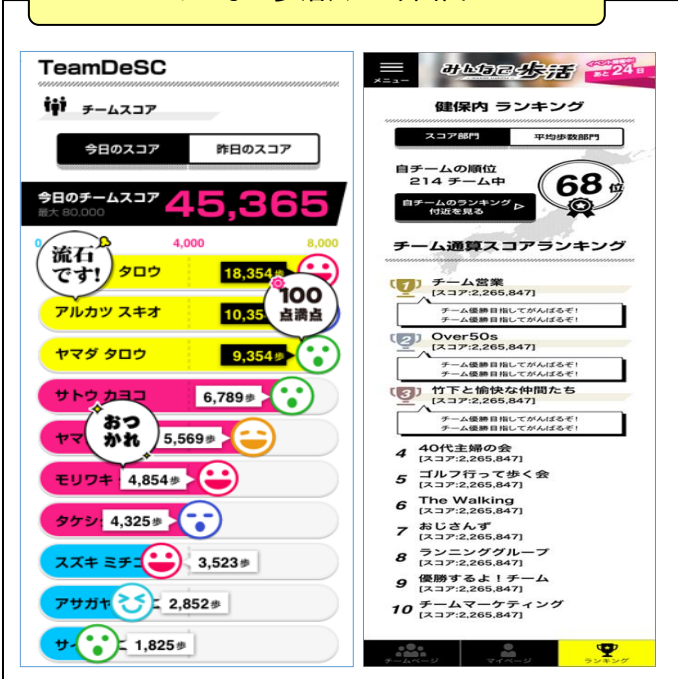 TeamDeSC
チームスコア
今日のスコア
昨日のスコア
今日のチームスコア
最大 80,000
45,365
0
4,000
8,000
流石
です!
タロウ
18,354歩
100
点満点
アルカツ スキオ
10,35
ヤマダ タロウ
9,354歩
サトウ カヨコ
6,789歩
おつ
かれ
ヤマ
5,569歩
モリワキ
4,854歩
タケシ
4,325歩
スズキ ミチコ
3,523歩
アサガヤ
2,852歩
サイ
1,825歩
メニュー
みんなで歩活
イベント開催中!
あと24日
健保内 ランキング
スコア部門
平均歩数部門
自チームの順位
214 チーム中
68位
自チームのランキング
付近を見る
チーム通算スコアランキング
1
チーム営業
[スコア:2,265,847]
チーム優勝目指してがんばるぞ!
チーム優勝目指してがんばるぞ!
2
Over50s
[スコア:2,265,847]
チーム優勝目指してがんばるぞ!
チーム優勝目指してがんばるぞ!
3
竹下と愉快な仲間たち
[スコア:2,265,847]
チーム優勝目指してがんばるぞ!
チーム優勝目指してがんばるぞ!
4 40代主婦の会
[スコア:2,265,847]
5 ゴルフ行って歩く会
[スコア:2,265,847]
6 The Walking
[スコア:2,265,847]
7 おじさんず
[スコア:2,265,847]
8 ランニンググループ
[スコア:2,265,847]
9 優勝するよ!チーム
[スコア:2,265,847]
10 チームマーケティング
[スコア:2,265,847]
チームページ
マイページ
ランキング